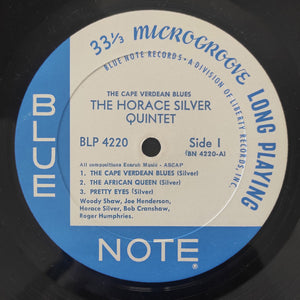 33⅓ MICROGROOVE LONG PLAYING
BLUE NOTE RECORDS • A DIVISION OF LIBERTY RECORDS, INC.
THE CAPE VERDEAN BLUES
THE HORACE SILVER
QUINTET
BLP 4220 Side I
(BN 4220-A)
All compositions Ecaroh Music - ASCAP
1. THE CAPE VERDEAN BLUES (Silver)
2. THE AFRICAN QUEEN (Silver)
3. PRETTY EYES (Silver)
Woody Shaw, Joe Henderson,
Horace Silver, Bob Cranshaw,
Roger Humphries.
BLUE
NOTE®